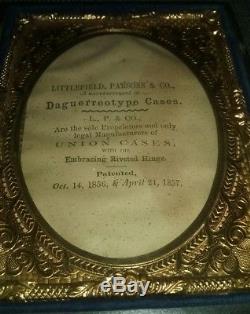 LITTLEFIELD, PARSONS & CO.,
Manufacturers of
Daguerreotype Cases.
L., P. & CO.,
Are the sole Proprietors and only
legal Manufacturers of
UNION CASES,
WITH THE
Embracing Riveted Hinge.
Patented,
Oct. 14, 1856, & April 21, 1857.